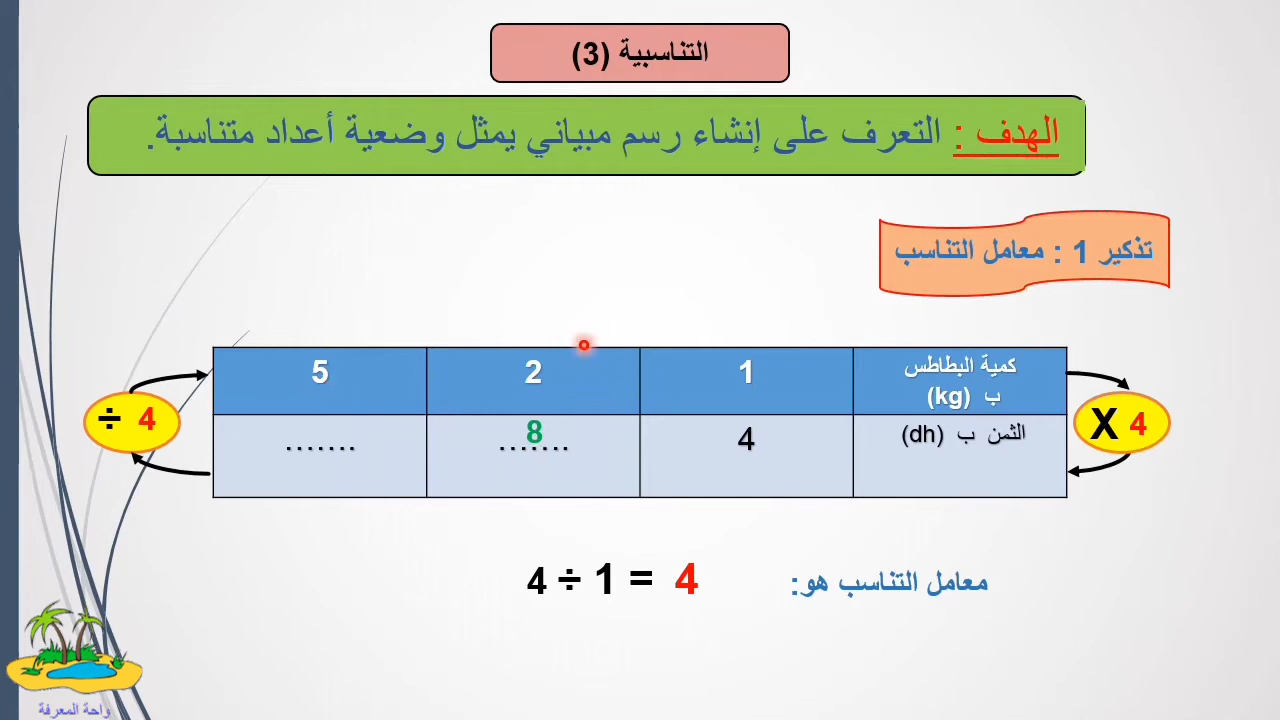 التناسبية (3)
الهدف : التعرف على إنشاء رسم مبياني يمثل وضعية أعداد متناسبة.
تذكير 1 : معامل التناسب
كمية البطاطس ب (kg) 1 2 5
الثمن ب (dh) 4 8....... .......
X 4
÷ 4
معامل التناسب هو: 4 ÷ 1 = 4
واحة المعرفة